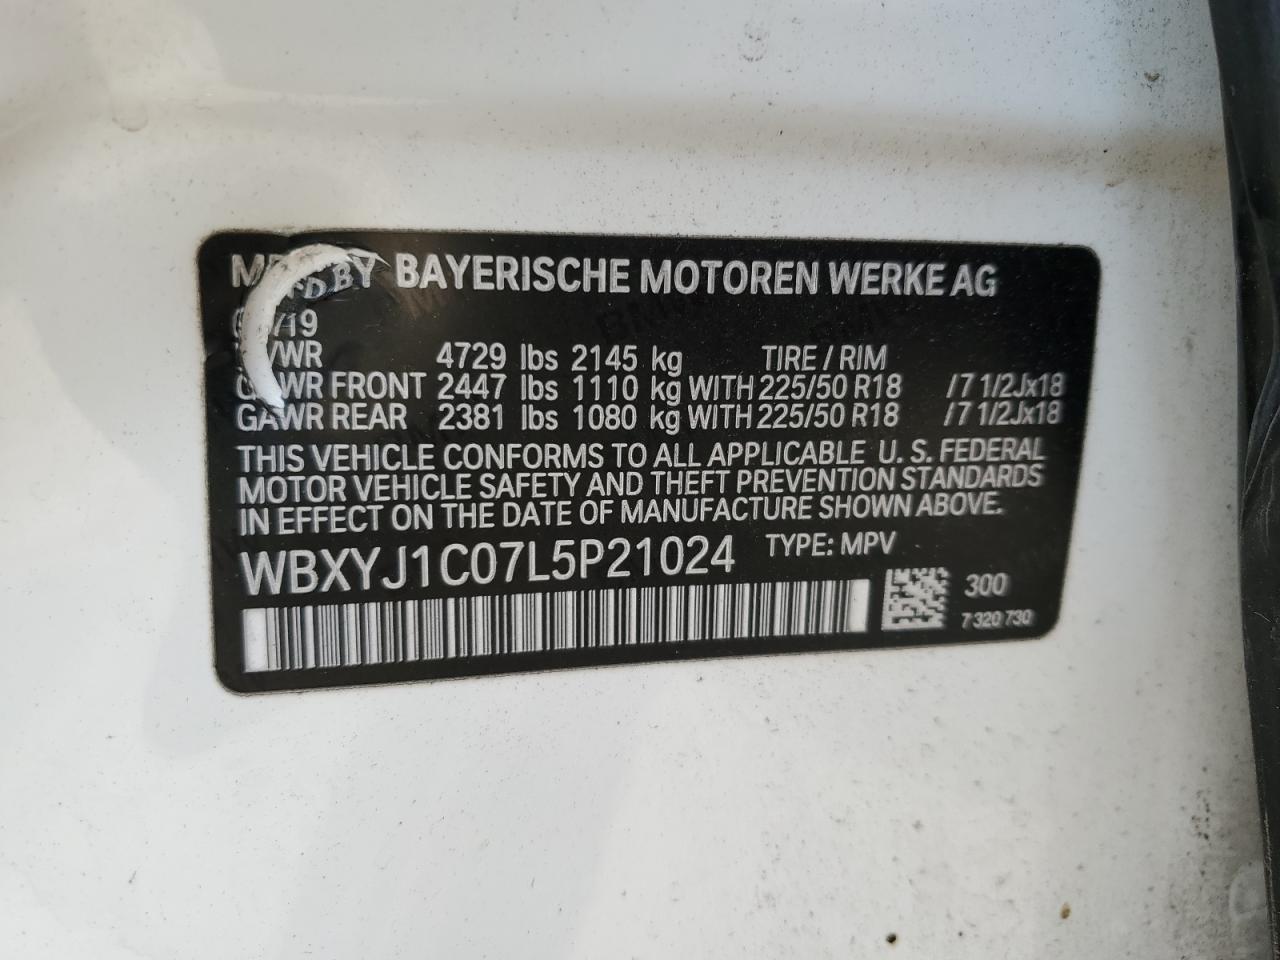 BY BAYERISCHE MOTOREN WERKE AG
/19
4729 lbs 2145 kg TIRE / RIM
FRONT 2447 lbs 1110 kg WITH 225/50 R18 /7 1/2Jx18
GAWR REAR 2381 lbs 1080 kg WITH 225/50 R18 /7 1/2Jx18
THIS VEHICLE CONFORMS TO ALL APPLICABLE U. S. FEDERAL
MOTOR VEHICLE SAFETY AND THEFT PREVENTION STANDARDS
IN EFFECT ON THE DATE OF MANUFACTURE SHOWN ABOVE.
WBXYJ1C07L5P21024 TYPE: MPV
300
7 320 730